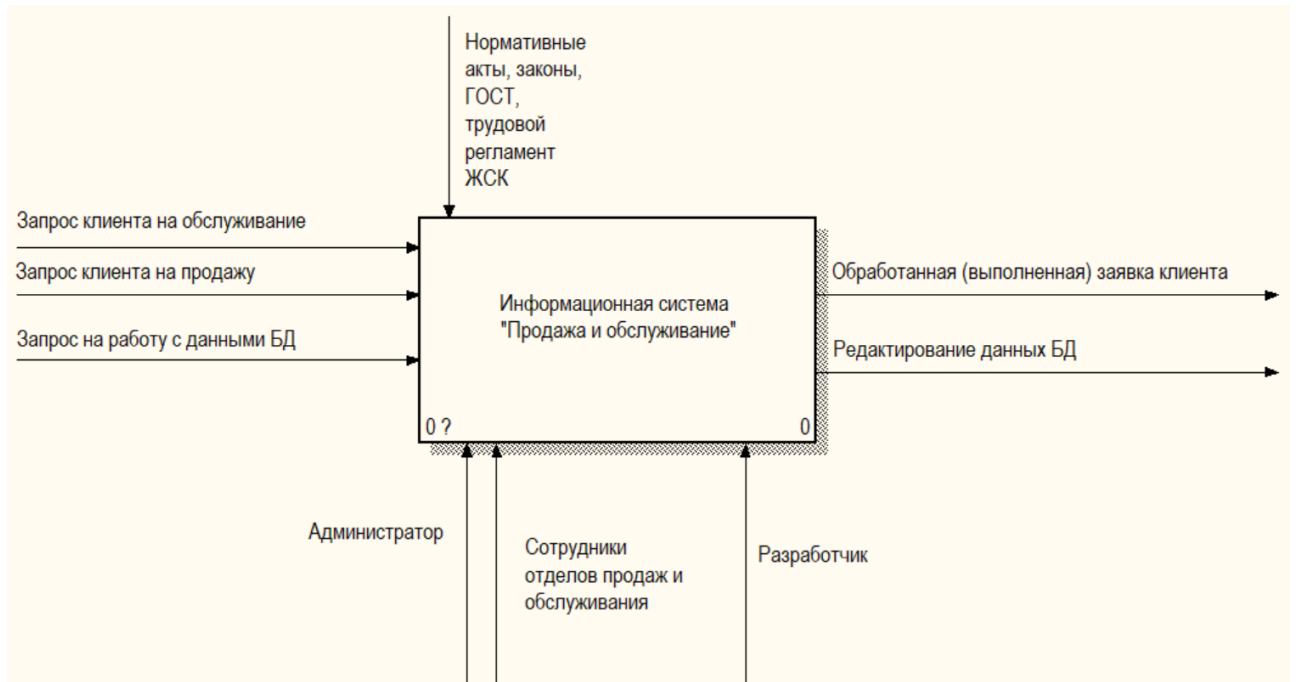 Нормативные
акты, законы,
ГОСТ,
трудовой
регламент
ЖСК
Запрос клиента на обслуживание
Запрос клиента на продажу
Запрос на работу с данными БД
Информационная система
"Продажа и обслуживание"
0 ?
0
Обработанная (выполненная) заявка клиента
Редактирование данных БД
Администратор
Сотрудники
отделов продаж и
обслуживания
Разработчик